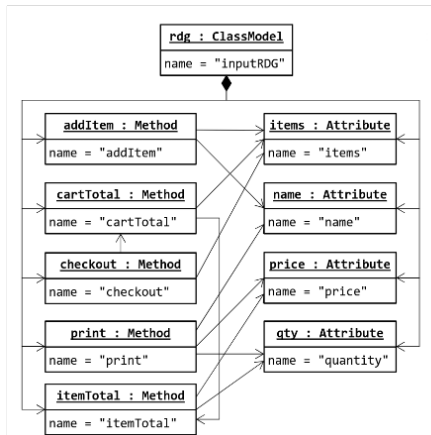 rdg : ClassModel
name = "inputRDG"
addItem : Method
name = "addItem"
items : Attribute
name = "items"
cartTotal : Method
name = "cartTotal"
name : Attribute
name = "name"
checkout : Method
name = "checkout"
price : Attribute
name = "price"
print : Method
name = "print"
qty : Attribute
name = "quantity"
itemTotal : Method
name = "itemTotal"